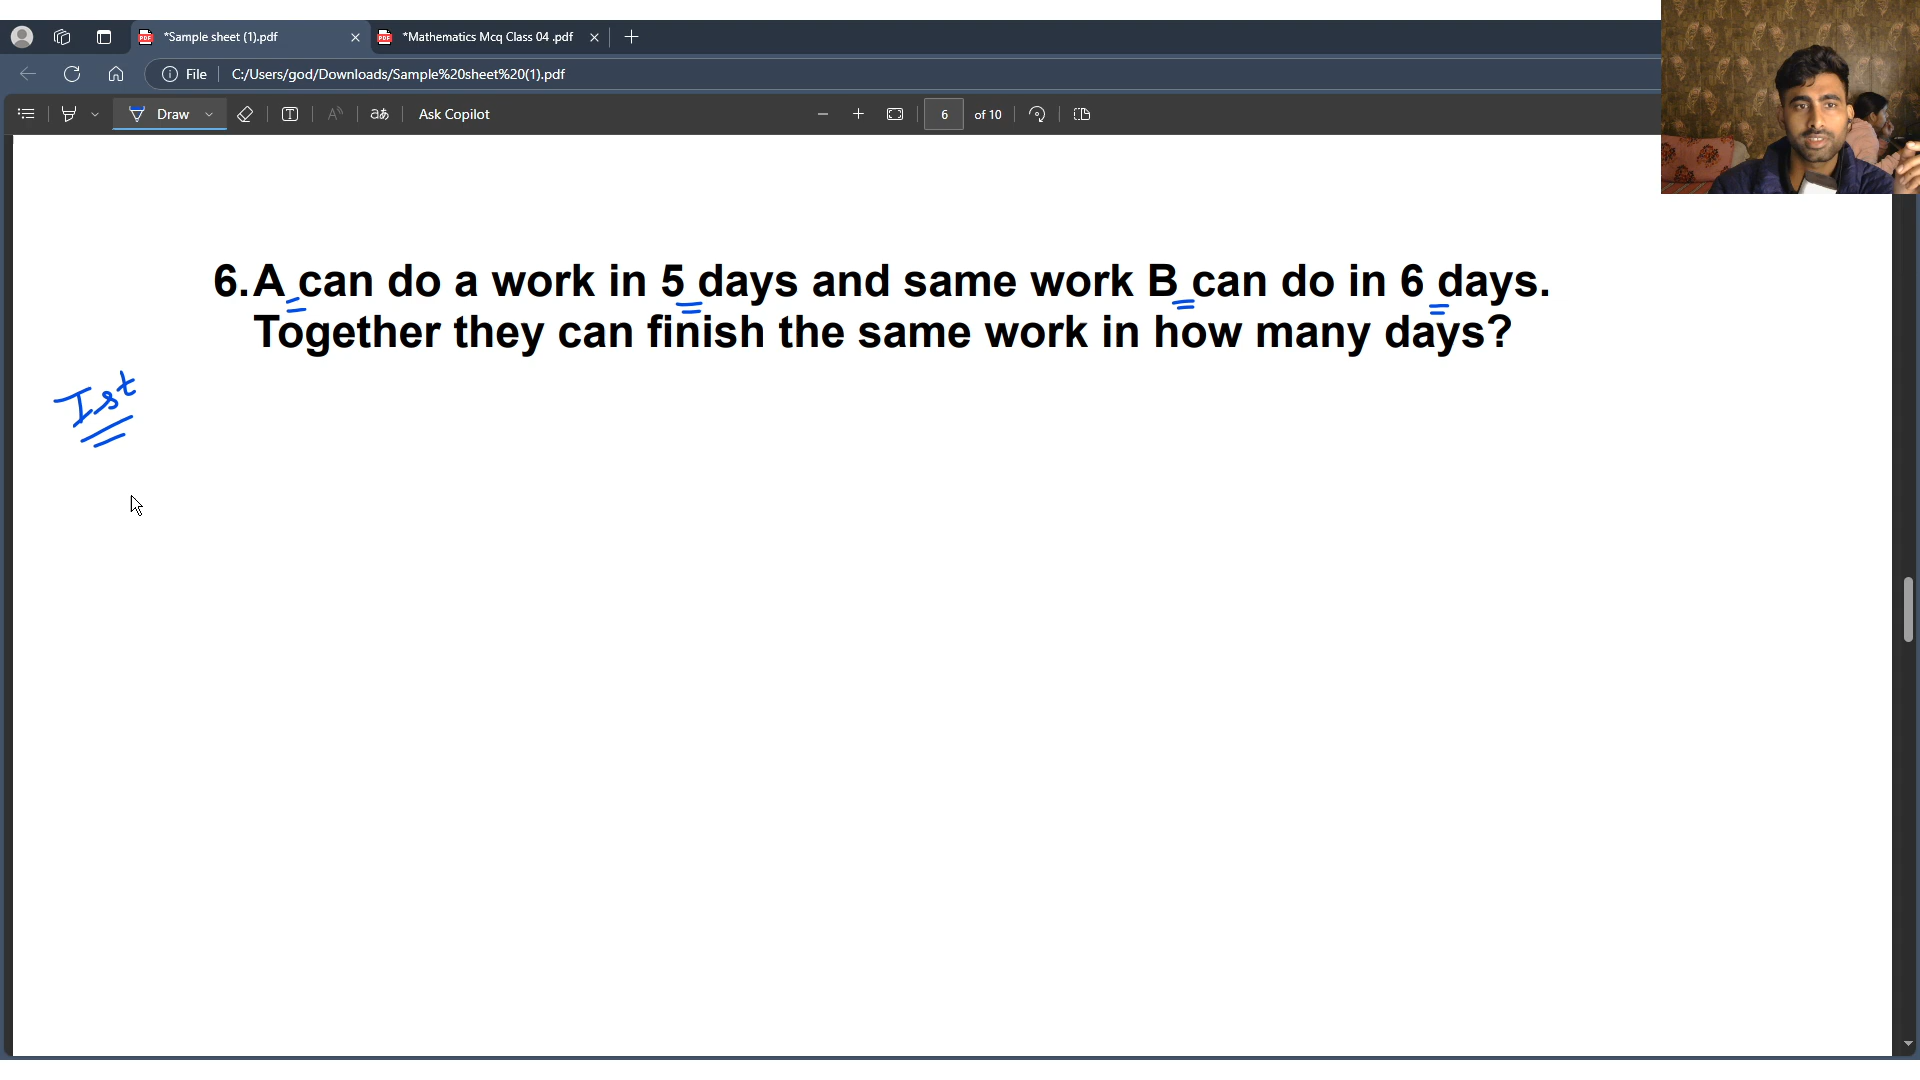 *Sample sheet (1).pdf
*Mathematics Mcq Class 04 .pdf
File
C:/Users/god/Downloads/Sample%20sheet%20(1).pdf
Draw
aあ
Ask Copilot
6 of 10
6.A can do a work in 5 days and same work B can do in 6 days.
Together they can finish the same work in how many days?
Ist